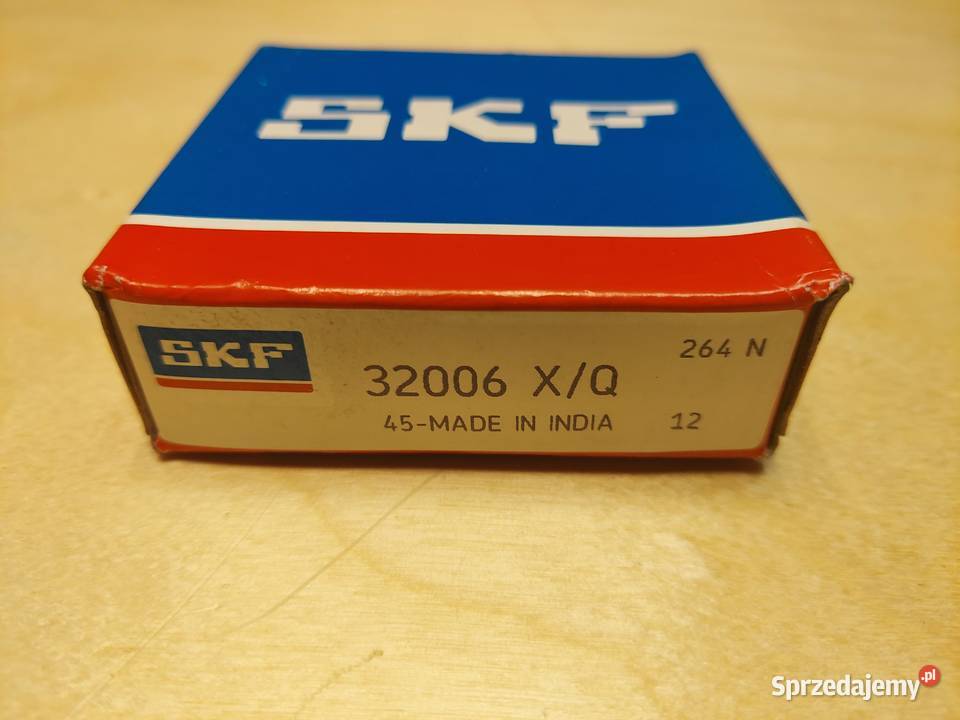 SKF
SKF
264 N
32006 X/Q
45-MADE IN INDIA
12
Sprzedajemy.pl